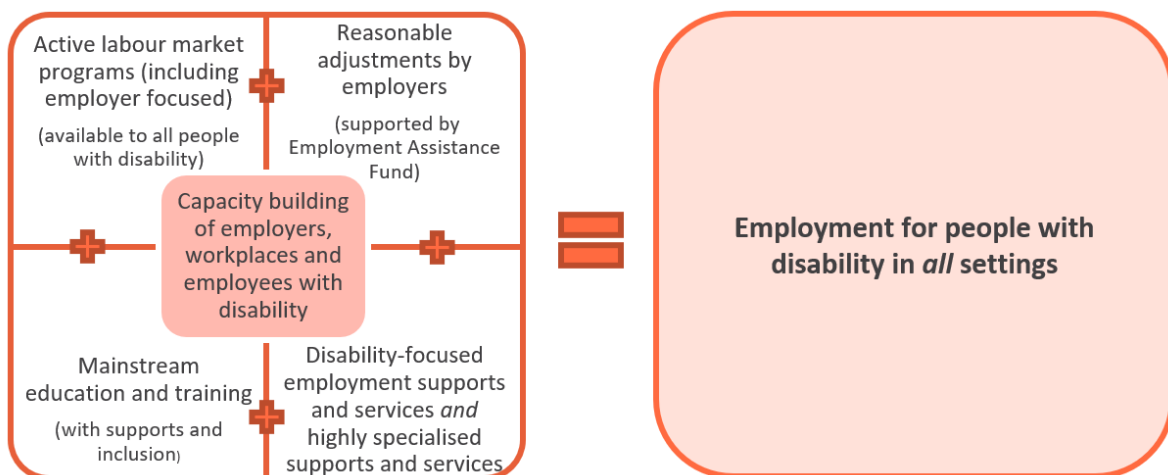 Active labour market
programs (including
employer focused)
(available to all people
with disability)
Reasonable
adjustments by
employers
(supported by
Employment Assistance
Fund)
Capacity building
of employers,
workplaces and
employees with
disability
Mainstream
education and training
(with supports and
inclusion)
Disability-focused
employment supports
and services and
highly specialised
supports and services
Employment for people with
disability in all settings